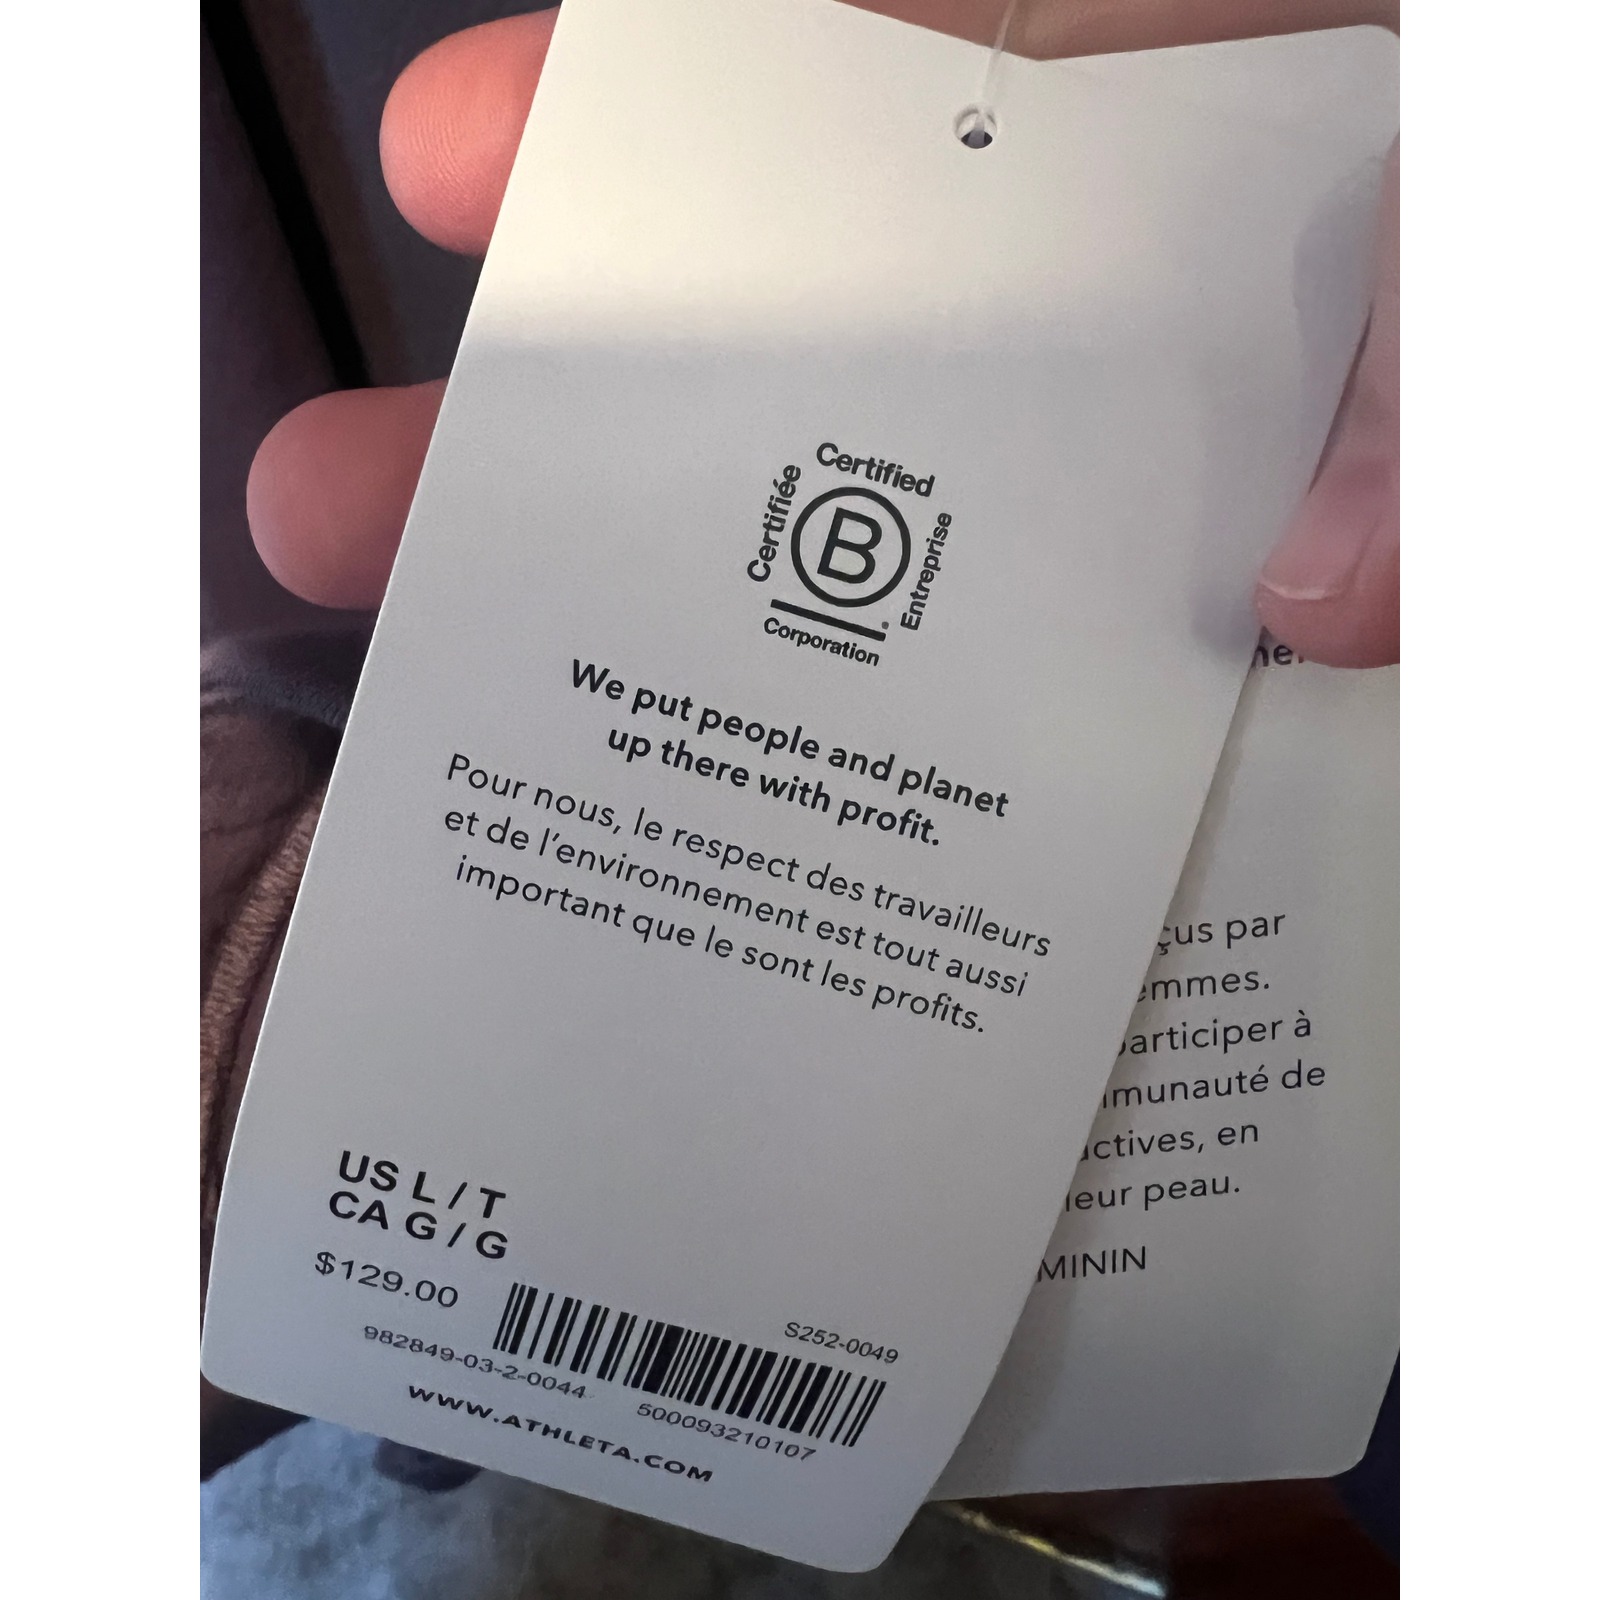 Certified
Certifiée
B
Entreprise
Corporation
We put people and planet
up there with profit.
Pour nous, le respect des travailleurs
et de l'environnement est tout aussi
important que le sont les profits.
US L / T
CA G / G
$129.00
S252-0049
982849-03-2-0044
500093210107
WWW.ATHLETA.COM
par
participer à
de
actives, en
leur peau.